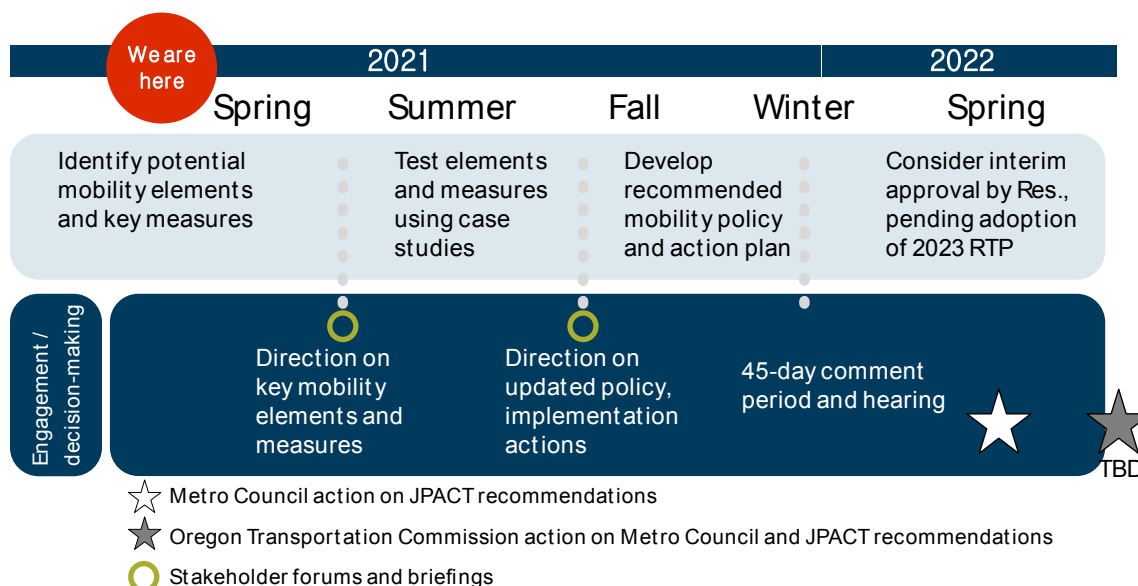 We are
here
2021
2022
Spring
Summer
Fall
Winter
Spring
Identify potential
mobility elements
and key measures
Test elements
and measures
using case
studies
Develop
recommended
mobility policy
and action plan
Consider interim
approval by Res.,
pending adoption
of 2023 RTP
Engagement /
decision-making
Direction on
key mobility
elements and
measures
Direction on
updated policy,
implementation
actions
45-day comment
period and hearing
TBD
Metro Council action on JPACT recommendations
Oregon Transportation Commission action on Metro Council and JPACT recommendations
Stakeholder forums and briefings